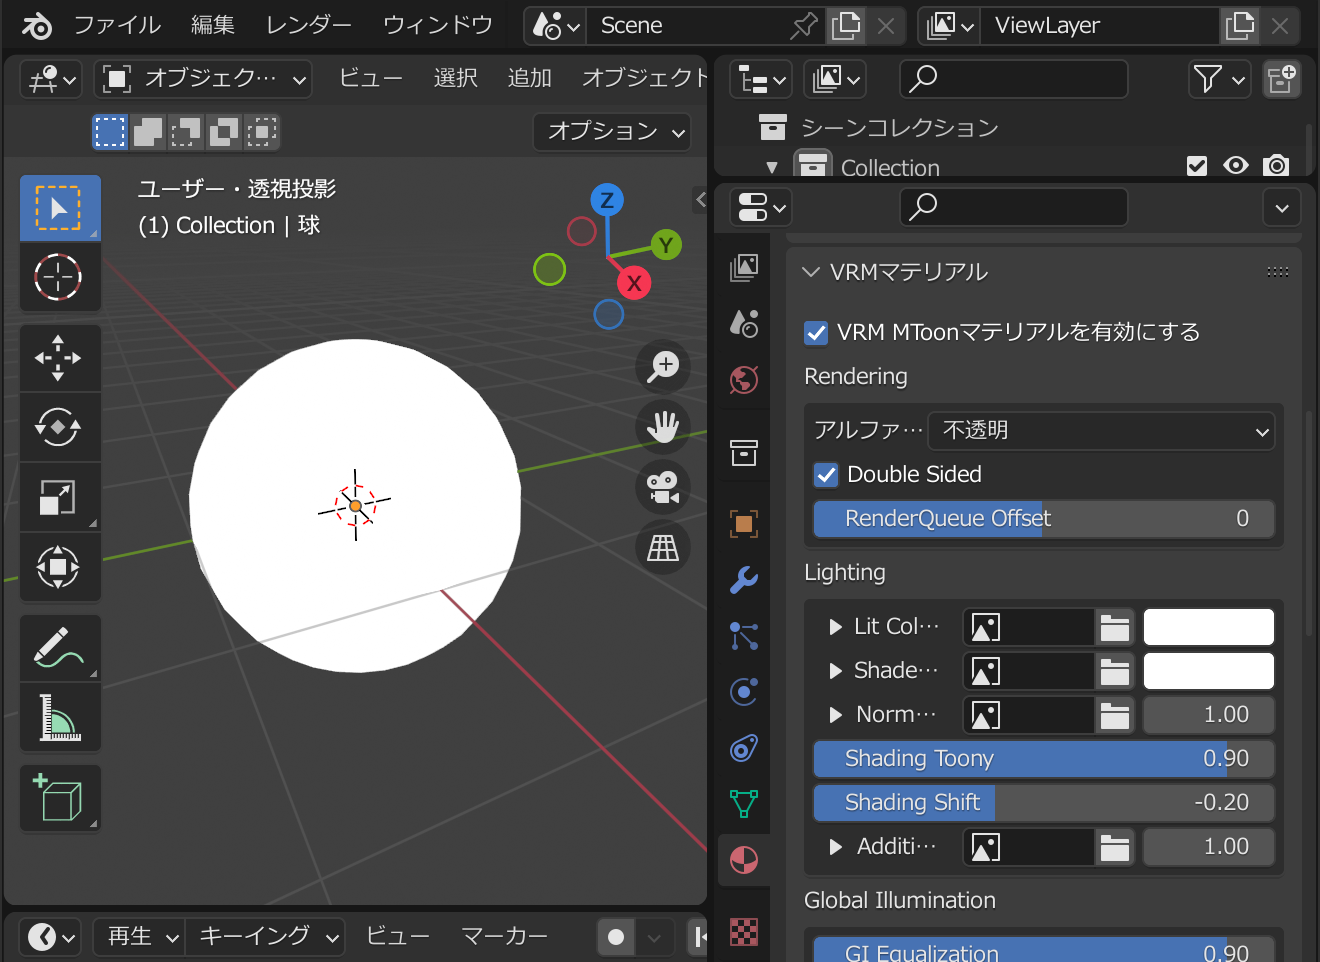 ファイル 編集 レンダー ウィンドウ Scene ViewLayer
オブジェク… ビュー 選択 追加 オブジェクト
オプション
シーンコレクション
Collection
ユーザー・透視投影
(1) Collection | 球
Z
Y
X
VRMマテリアル
VRM MToonマテリアルを有効にする
Rendering
アルファ… 不透明
Double Sided
RenderQueue Offset 0
Lighting
Lit Col…
Shade…
Norm… 1.00
Shading Toony 0.90
Shading Shift -0.20
Additi… 1.00
Global Illumination
GI Equalization 0.90
再生 キーイング ビュー マーカー